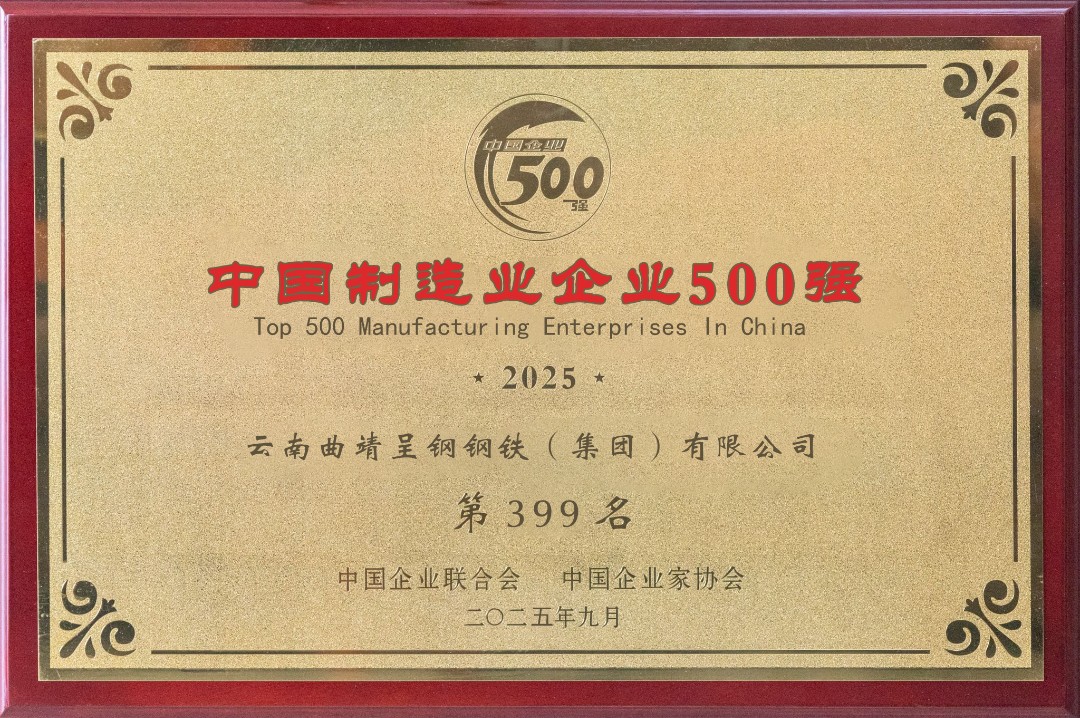 中国企业
500
强
中国制造业企业500强
Top 500 Manufacturing Enterprises In China
★ 2025 ★
云南曲靖呈钢钢铁（集团）有限公司
第 399 名
中国企业联合会 中国企业家协会
二〇二五年九月